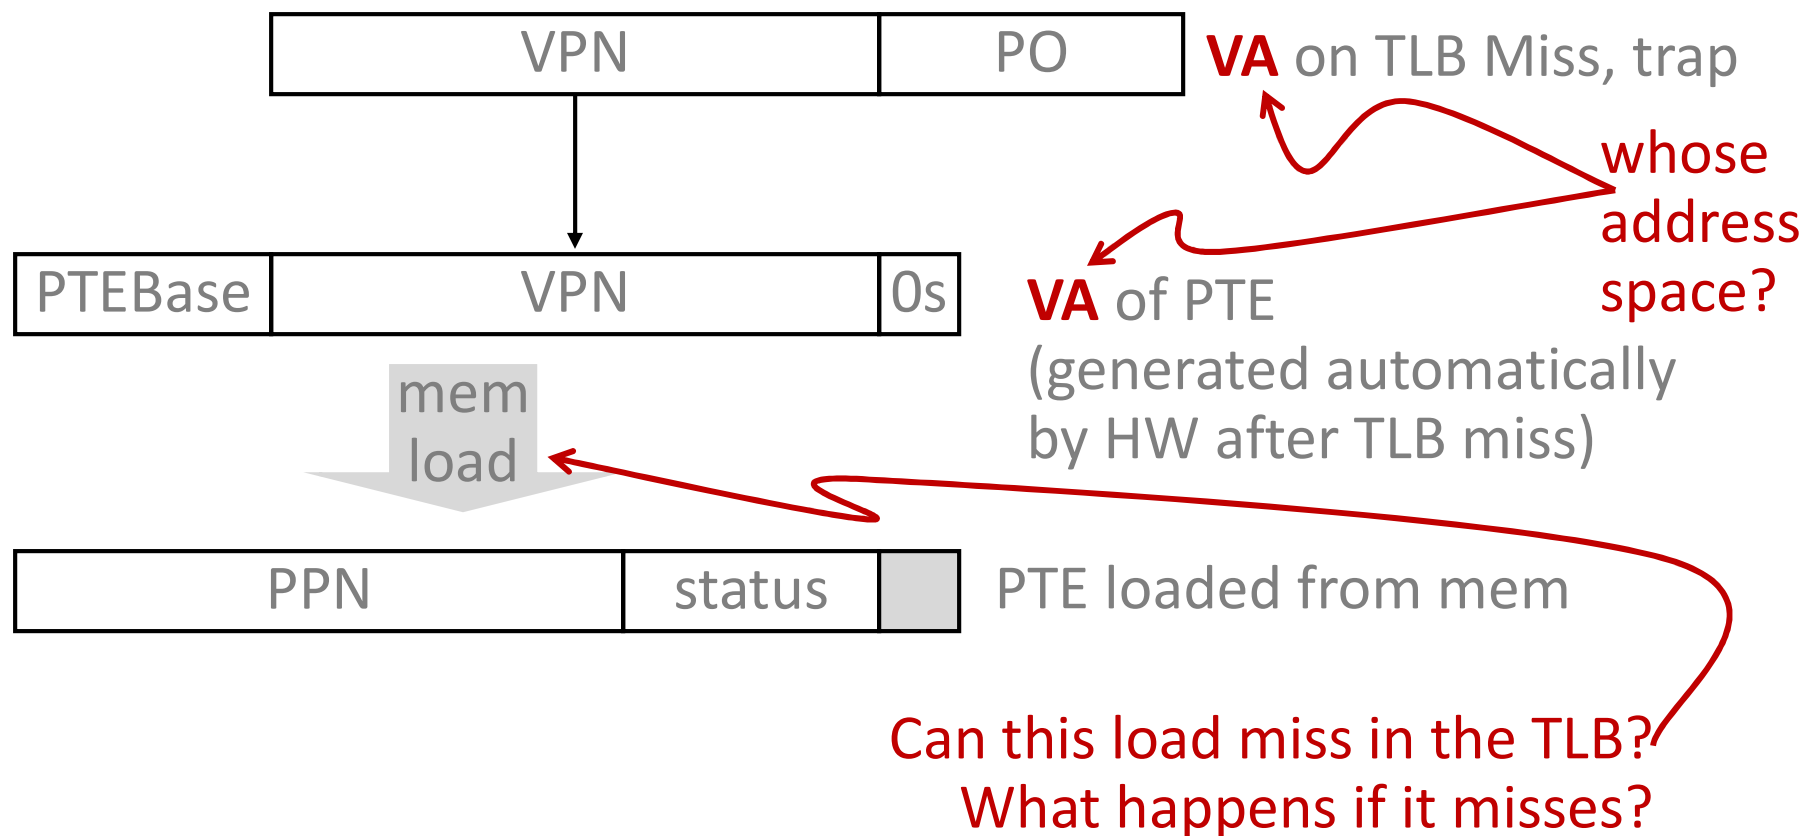 VPN PO VA on TLB Miss, trap
whose
address
space?
PTEBase VPN 0s VA of PTE
(generated automatically
by HW after TLB miss)
mem
load
PPN status PTE loaded from mem
Can this load miss in the TLB?
What happens if it misses?